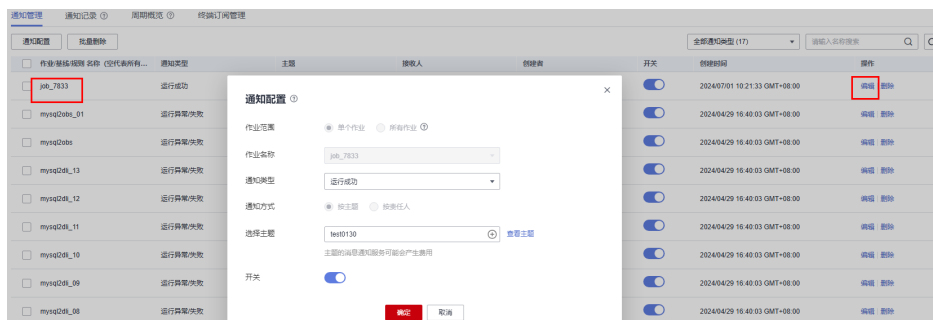 通知管理 通知记录 周期概览 终端订阅管理
通知配置 批量删除 全部通知类型 (17) 请输入名称搜索
作业/基线/规则 名称 (空代表所有... 通知类型 主题 接收人 创建者 开关 创建时间 操作
job_7833 运行成功 2024/07/01 10:21:33 GMT+08:00 编辑 删除
mysql2obs_01 运行异常/失败 2024/04/29 16:40:03 GMT+08:00 编辑 删除
mysql2obs 运行异常/失败 2024/04/29 16:40:03 GMT+08:00 编辑 删除
mysql2dli_13 运行异常/失败 2024/04/29 16:40:03 GMT+08:00 编辑 删除
mysql2dli_12 运行异常/失败 2024/04/29 16:40:03 GMT+08:00 编辑 删除
mysql2dli_11 运行异常/失败 2024/04/29 16:40:03 GMT+08:00 编辑 删除
mysql2dli_10 运行异常/失败 2024/04/29 16:40:03 GMT+08:00 编辑 删除
mysql2dli_09 运行异常/失败 2024/04/29 16:40:03 GMT+08:00 编辑 删除
mysql2dli_08 运行异常/失败 2024/04/29 16:40:03 GMT+08:00 编辑 删除
通知配置
作业范围 单个作业 所有作业
作业名称 job_7833
通知类型 运行成功
通知方式 按主题 按责任人
选择主题 test0130 查看主题
主题的消息通知服务可能会产生费用
开关
确定 取消